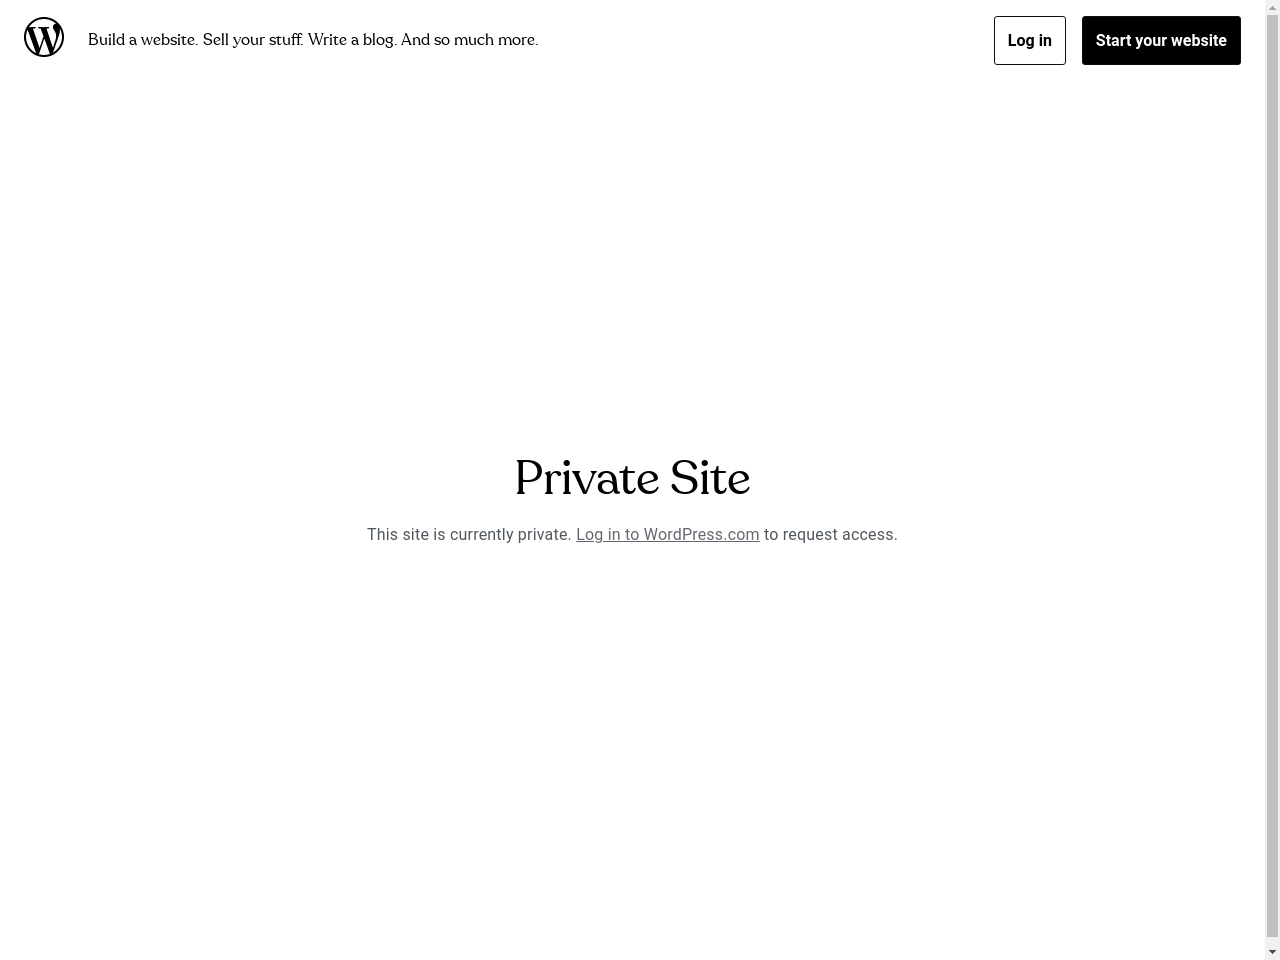 Build a website. Sell your stuff. Write a blog. And so much more.
Log in
Start your website
Private Site
This site is currently private. Log in to WordPress.com to request access.